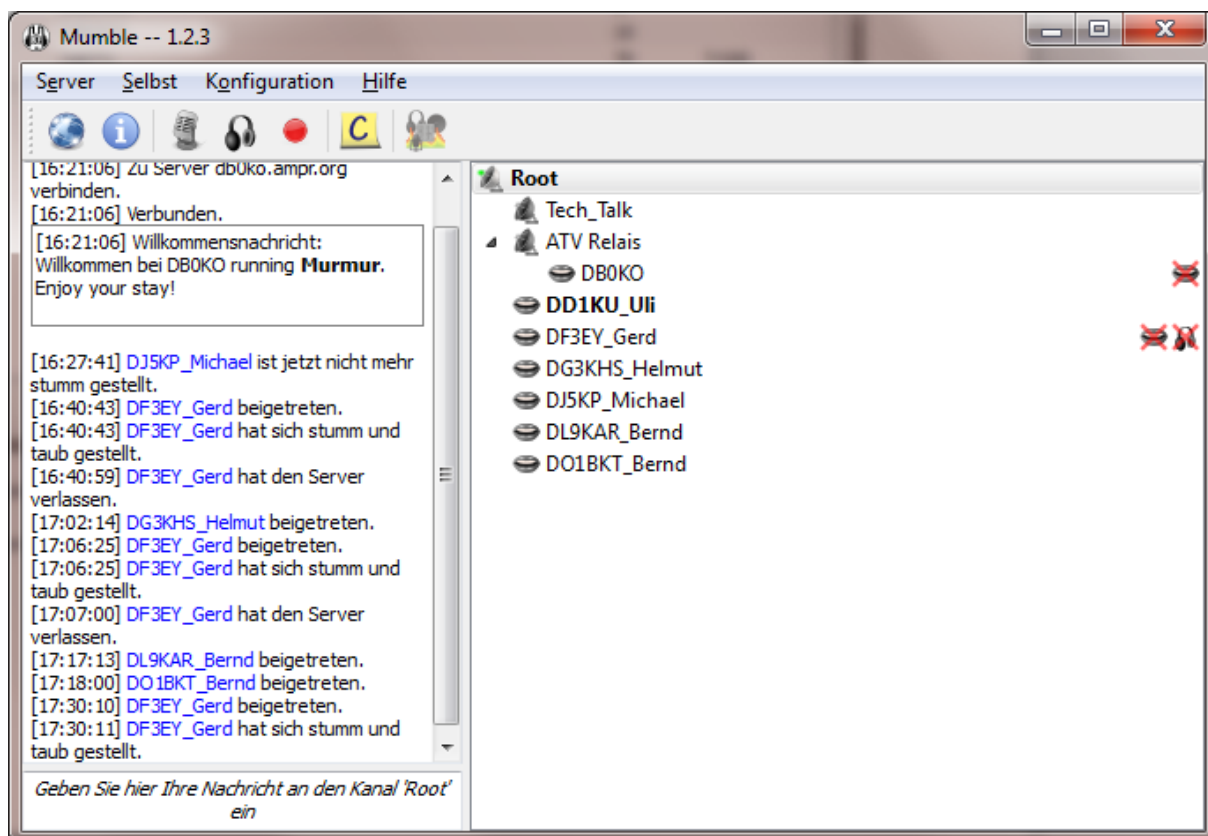 Mumble -- 1.2.3
Server Selbst Konfiguration Hilfe
C
[16:21:06] Zu Server db0ko.ampr.org
verbinden.
[16:21:06] Verbunden.
[16:21:06] Willkommensnachricht:
Willkommen bei DB0KO running Murmur.
Enjoy your stay!
[16:27:41] DJ5KP_Michael ist jetzt nicht mehr
stumm gestellt.
[16:40:43] DF3EY_Gerd beigetreten.
[16:40:43] DF3EY_Gerd hat sich stumm und
taub gestellt.
[16:40:59] DF3EY_Gerd hat den Server
verlassen.
[17:02:14] DG3KHS_Helmut beigetreten.
[17:06:25] DF3EY_Gerd beigetreten.
[17:06:25] DF3EY_Gerd hat sich stumm und
taub gestellt.
[17:07:00] DF3EY_Gerd hat den Server
verlassen.
[17:17:13] DL9KAR_Bernd beigetreten.
[17:18:00] DO1BKT_Bernd beigetreten.
[17:30:10] DF3EY_Gerd beigetreten.
[17:30:11] DF3EY_Gerd hat sich stumm und
taub gestellt.
Geben Sie hier Ihre Nachricht an den Kanal 'Root'
ein
Root
Tech_Talk
ATV Relais
DB0KO
DD1KU_Uli
DF3EY_Gerd
DG3KHS_Helmut
DJ5KP_Michael
DL9KAR_Bernd
DO1BKT_Bernd